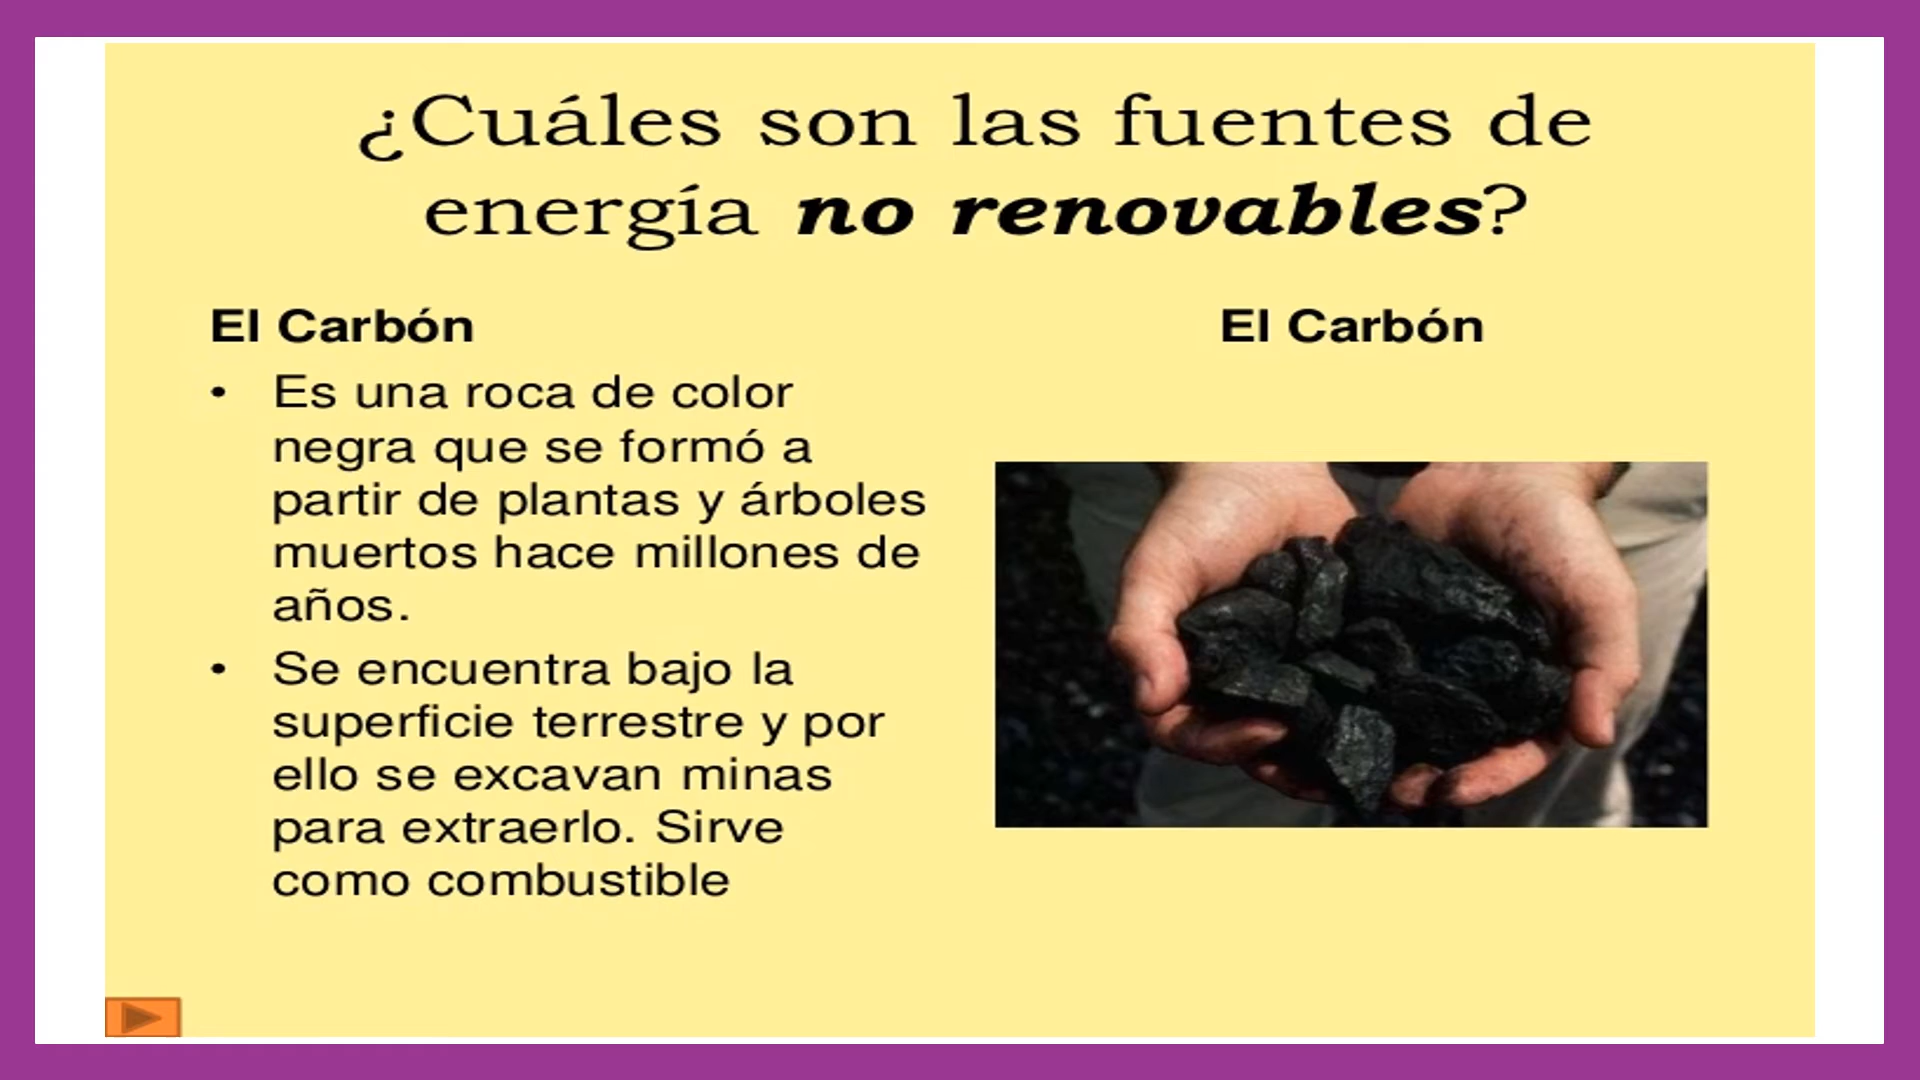 ¿Cuáles son las fuentes de
energía no renovables?
El Carbón
• Es una roca de color
negra que se formó a
partir de plantas y árboles
muertos hace millones de
años.
• Se encuentra bajo la
superficie terrestre y por
ello se excavan minas
para extraerlo. Sirve
como combustible
El Carbón